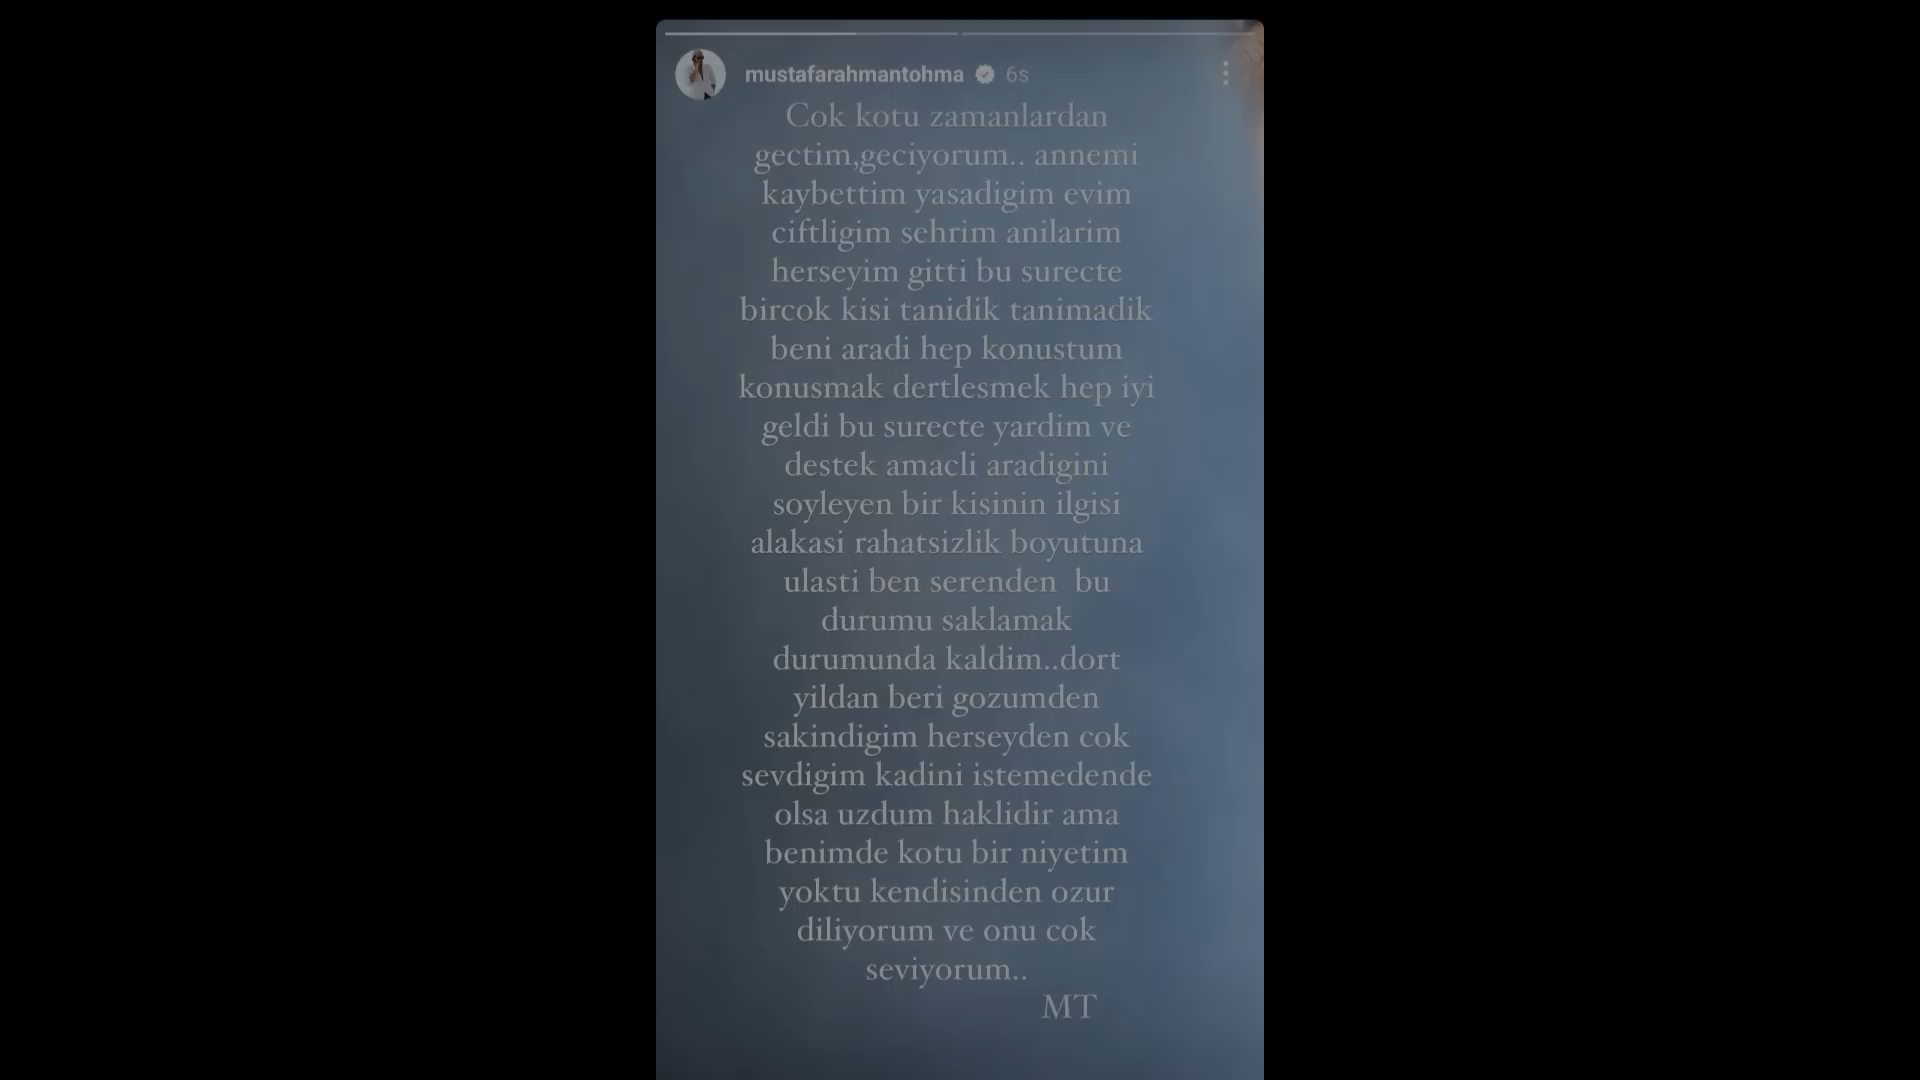 mustafarahmantohma 6s
Cok kotu zamanlardan
gectim,geciyorum.. annemi
kaybettim yasadigim evim
ciftligim sehrim anilarim
herseyim gitti bu surecte
bircok kisi tanidik tanimadik
beni aradi hep konustum
konusmak dertlesmek hep iyi
geldi bu surecte yardim ve
destek amacli aradigini
soyleyen bir kisinin ilgisi
alakasi rahatsizlik boyutuna
ulasti ben serenden bu
durumu saklamak
durumunda kaldim..dort
yildan beri gozumden
sakindigim herseyden cok
sevdigim kadini istemedende
olsa uzdum haklidir ama
benimde kotu bir niyetim
yoktu kendisinden ozur
diliyorum ve onu cok
seviyorum..
MT